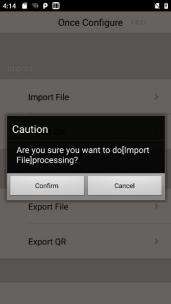 4:14
Once Configure
Import
Import File
Caution
Are you sure you want to do[Import
File]processing?
Confirm
Cancel
Export File
Export QR